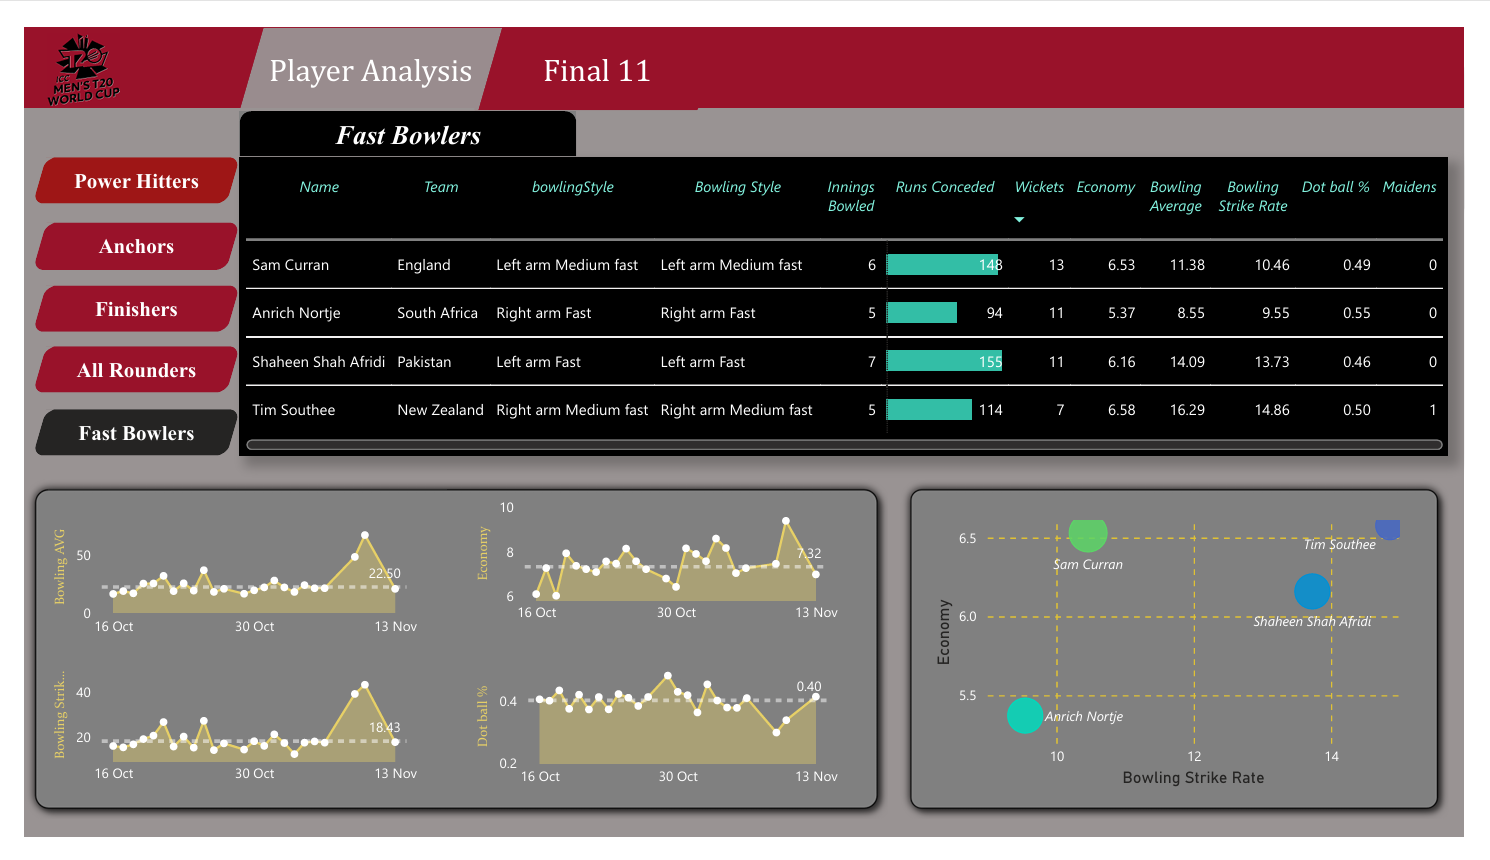 T20
ICC
MEN'S T20
WORLD CUP
Player Analysis
Final 11
Fast Bowlers
Power Hitters
Anchors
Finishers
All Rounders
Fast Bowlers
Name Team bowlingStyle Bowling Style Innings Bowled Runs Conceded Wickets Economy Bowling Average Bowling Strike Rate Dot ball % Maidens
Sam Curran England Left arm Medium fast Left arm Medium fast 6 148 13 6.53 11.38 10.46 0.49 0
Anrich Nortje South Africa Right arm Fast Right arm Fast 5 94 11 5.37 8.55 9.55 0.55 0
Shaheen Shah Afridi Pakistan Left arm Fast Left arm Fast 7 155 11 6.16 14.09 13.73 0.46 0
Tim Southee New Zealand Right arm Medium fast Right arm Medium fast 5 114 7 6.58 16.29 14.86 0.50 1
Bowling AVG
50
0
22.50
16 Oct 30 Oct 13 Nov
Economy
10
8
6
7.32
16 Oct 30 Oct 13 Nov
Bowling Strik...
40
20
18.43
16 Oct 30 Oct 13 Nov
Dot ball %
0.4
0.2
0.40
16 Oct 30 Oct 13 Nov
Economy
6.5
6.0
5.5
Tim Southee
Sam Curran
Shaheen Shah Afridi
Anrich Nortje
10 12 14
Bowling Strike Rate